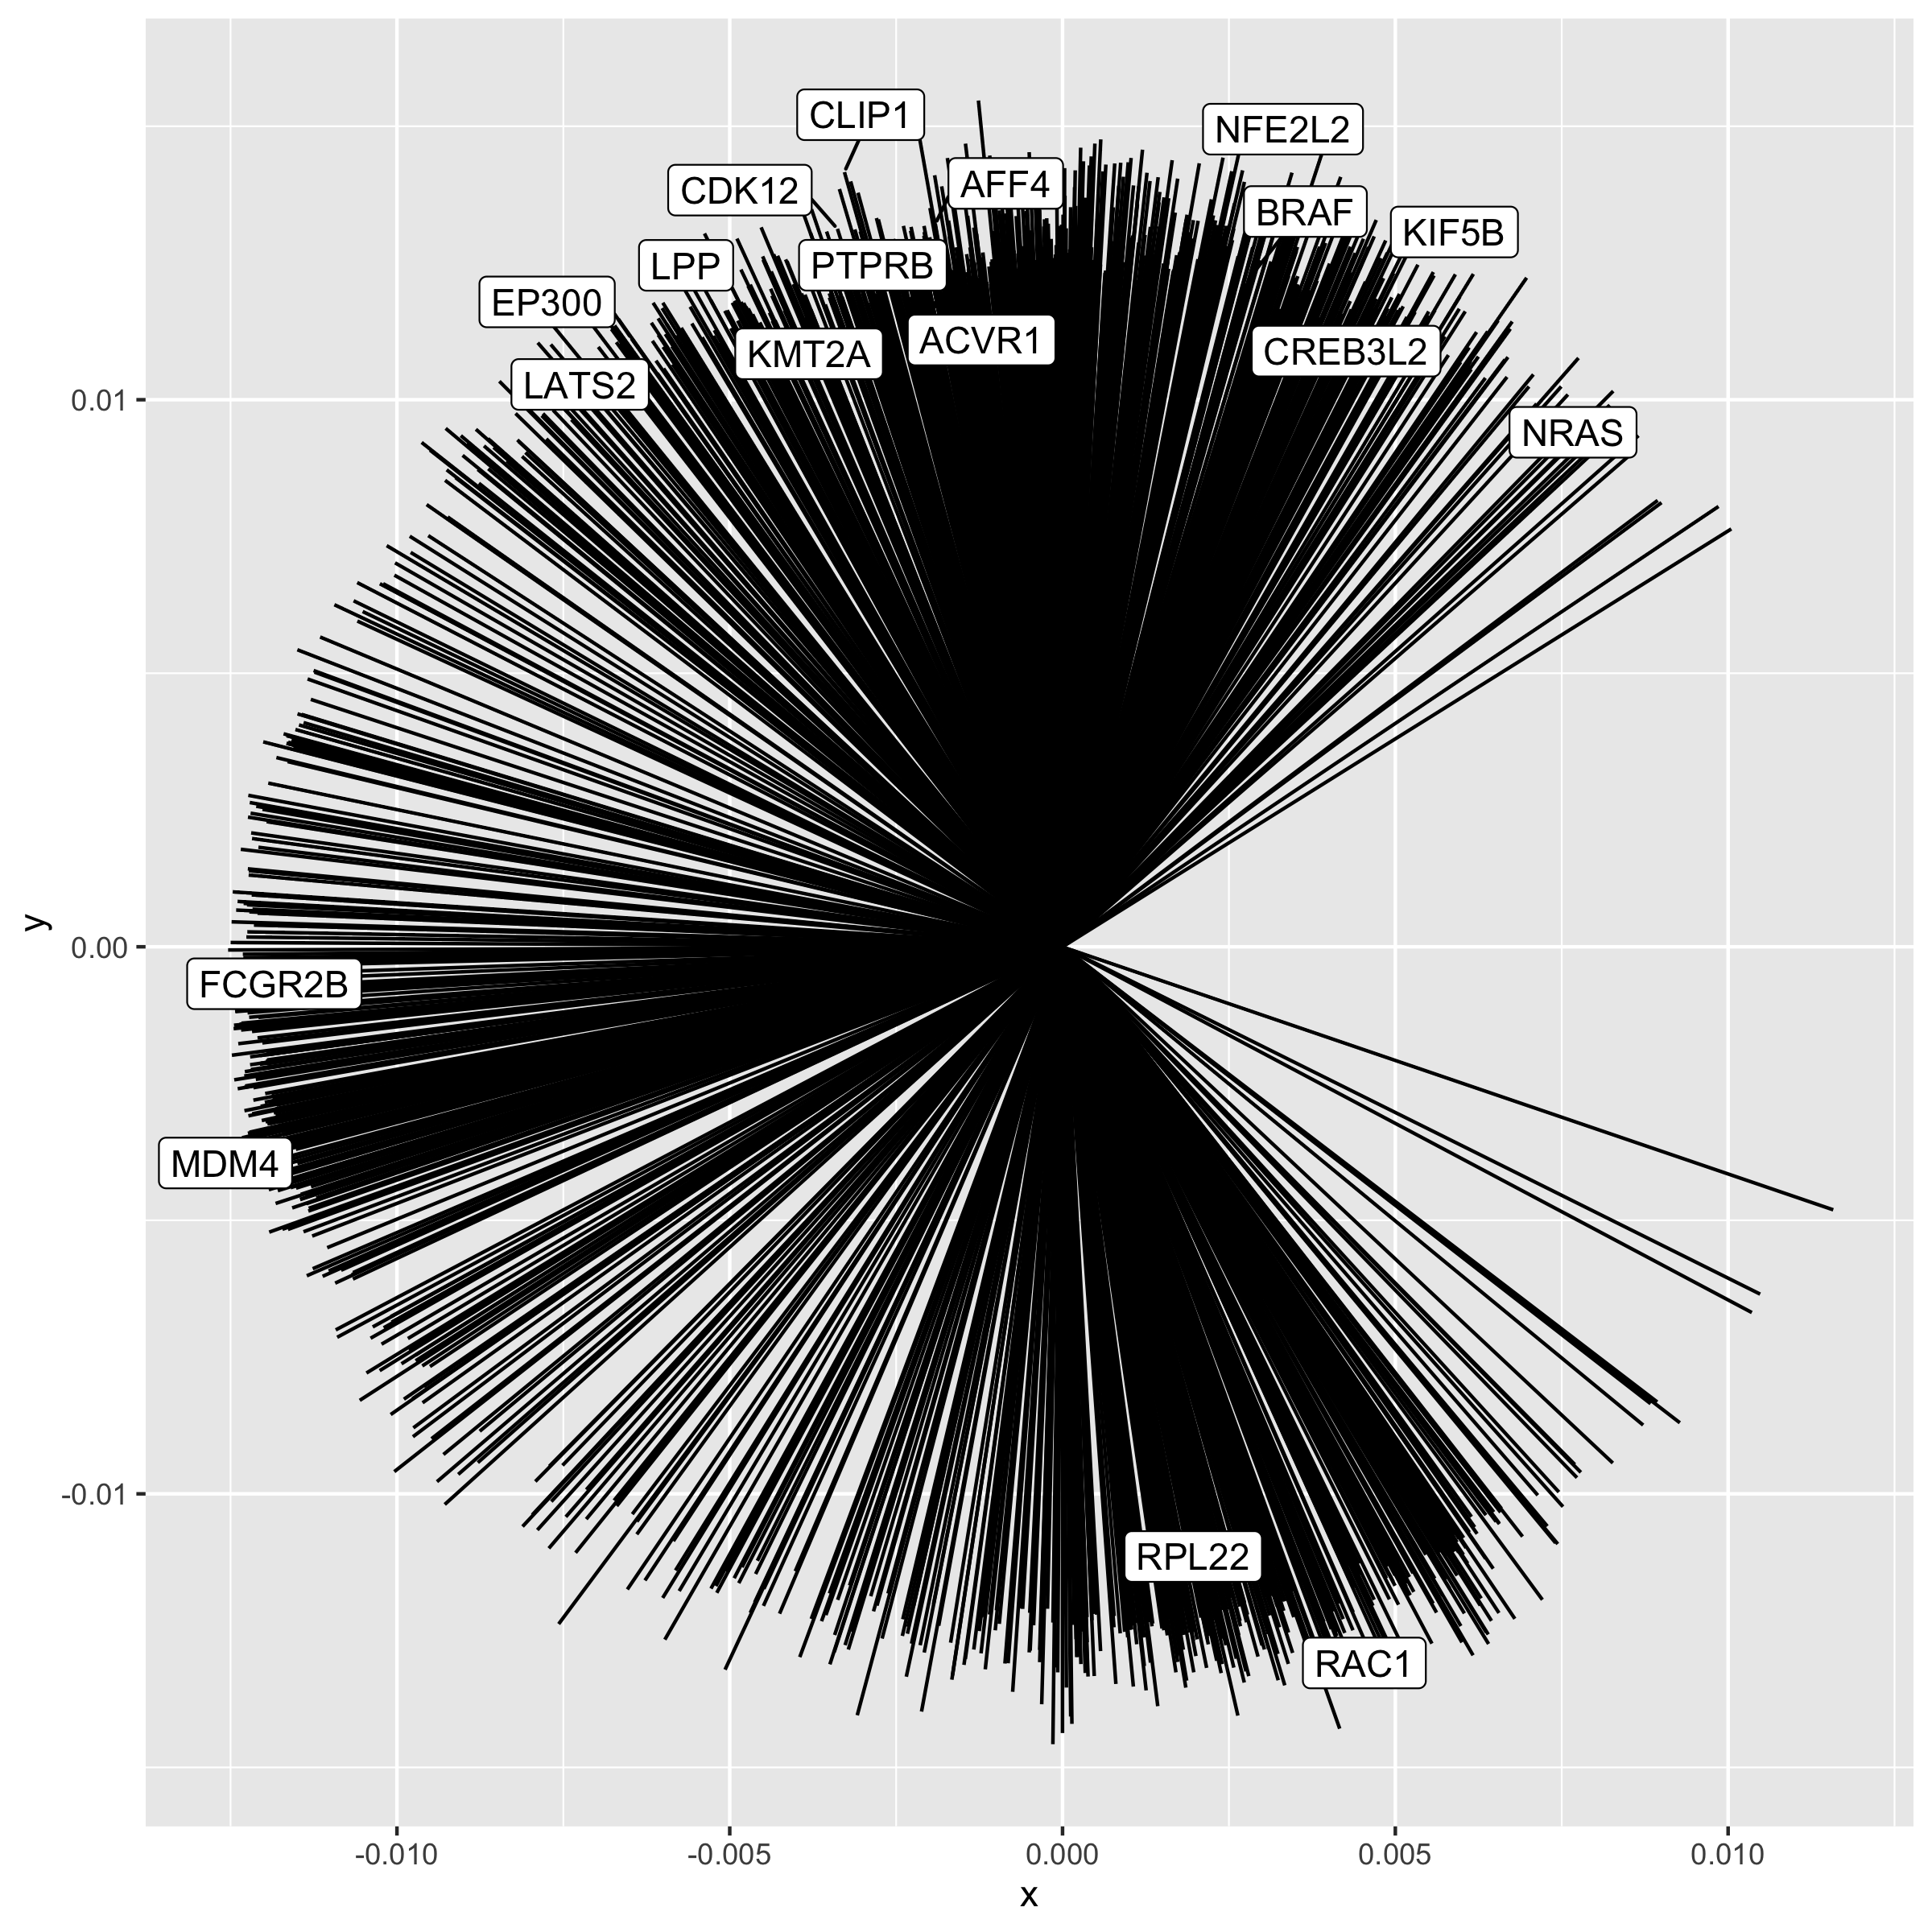 CLIP1
NFE2L2
CDK12
AFF4
BRAF
KIF5B
LPP
PTPRB
EP300
ACVR1
KMT2A
CREB3L2
LATS2
NRAS
FCGR2B
MDM4
RPL22
RAC1
0.01
0.00
-0.01
y
-0.010
-0.005
0.000
0.005
0.010
x